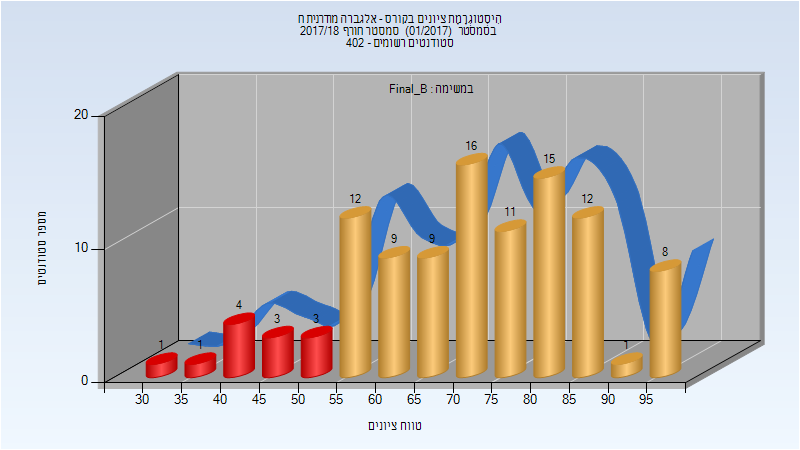 היסטוגרמת ציונים בקורס - אלגברה מודרנית ח
בסמסטר (01/2017) סמסטר חורף 2017/18
סטודנטים רשומים - 402
במשימה : Final_B
מספר סטודנטים
20
10
0
1 1 4 3 3 12 9 9 16 11 15 12 1 8
30 35 40 45 50 55 60 65 70 75 80 85 90 95
טווח ציונים